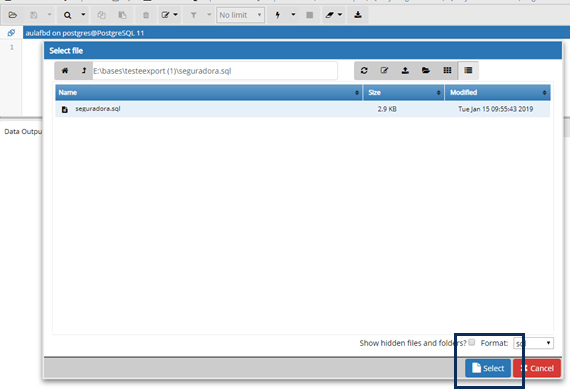 No limit
aulafbd on postgres@PostgreSQL 11
1
Select file
E:\bases\testeexport (1)\seguradora.sql
Name Size Modified
seguradora.sql 2.9 KB Tue Jan 15 09:55:43 2019
Data Outpu
Show hidden files and folders? Format: sql
Select Cancel